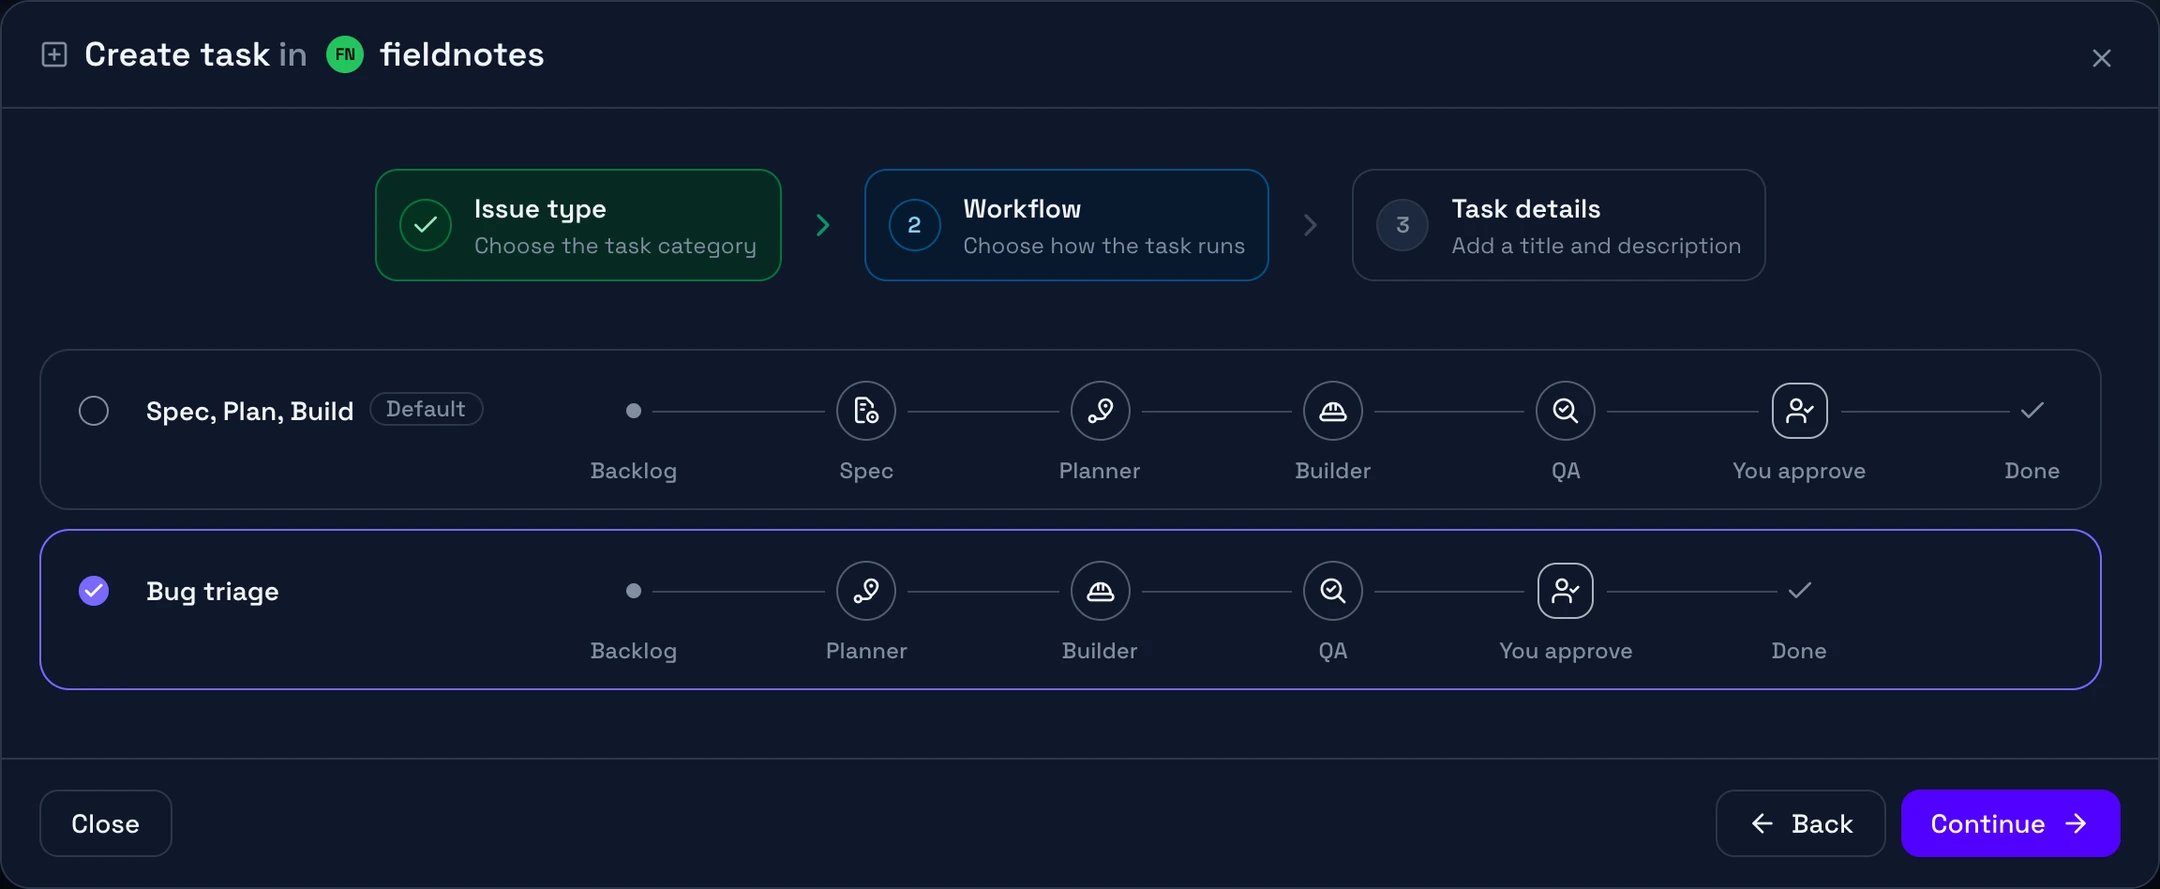 Create task in FN fieldnotes
Issue type
Choose the task category
2
Workflow
Choose how the task runs
3
Task details
Add a title and description
Spec, Plan, Build Default
Backlog Spec Planner Builder QA You approve Done
Bug triage
Backlog Planner Builder QA You approve Done
Close Back Continue